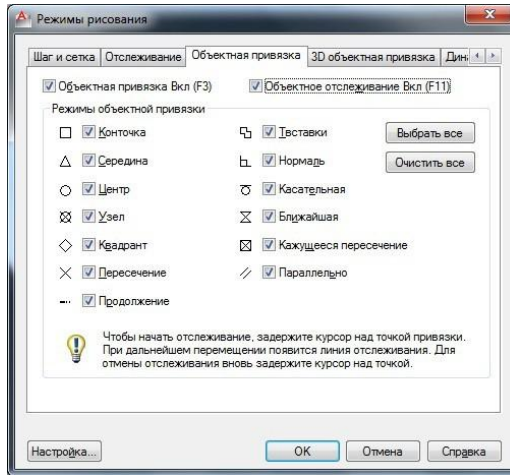 Режимы рисования
Шаг и сетка Отслеживание Объектная привязка 3D объектная привязка Дин
Объектная привязка Вкл (F3) Объектное отслеживание Вкл (F11)
Режимы объектной привязки
Конточка Твставки Выбрать все
Середина Нормаль Очистить все
Центр Касательная
Узел Ближайшая
Квадрант Кажущееся пересечение
Пересечение Параллельно
Продолжение
Чтобы начать отслеживание, задержите курсор над точкой привязки.
При дальнейшем перемещении появится линия отслеживания. Для
отмены отслеживания вновь задержите курсор над точкой.
Настройка... OK Отмена Справка